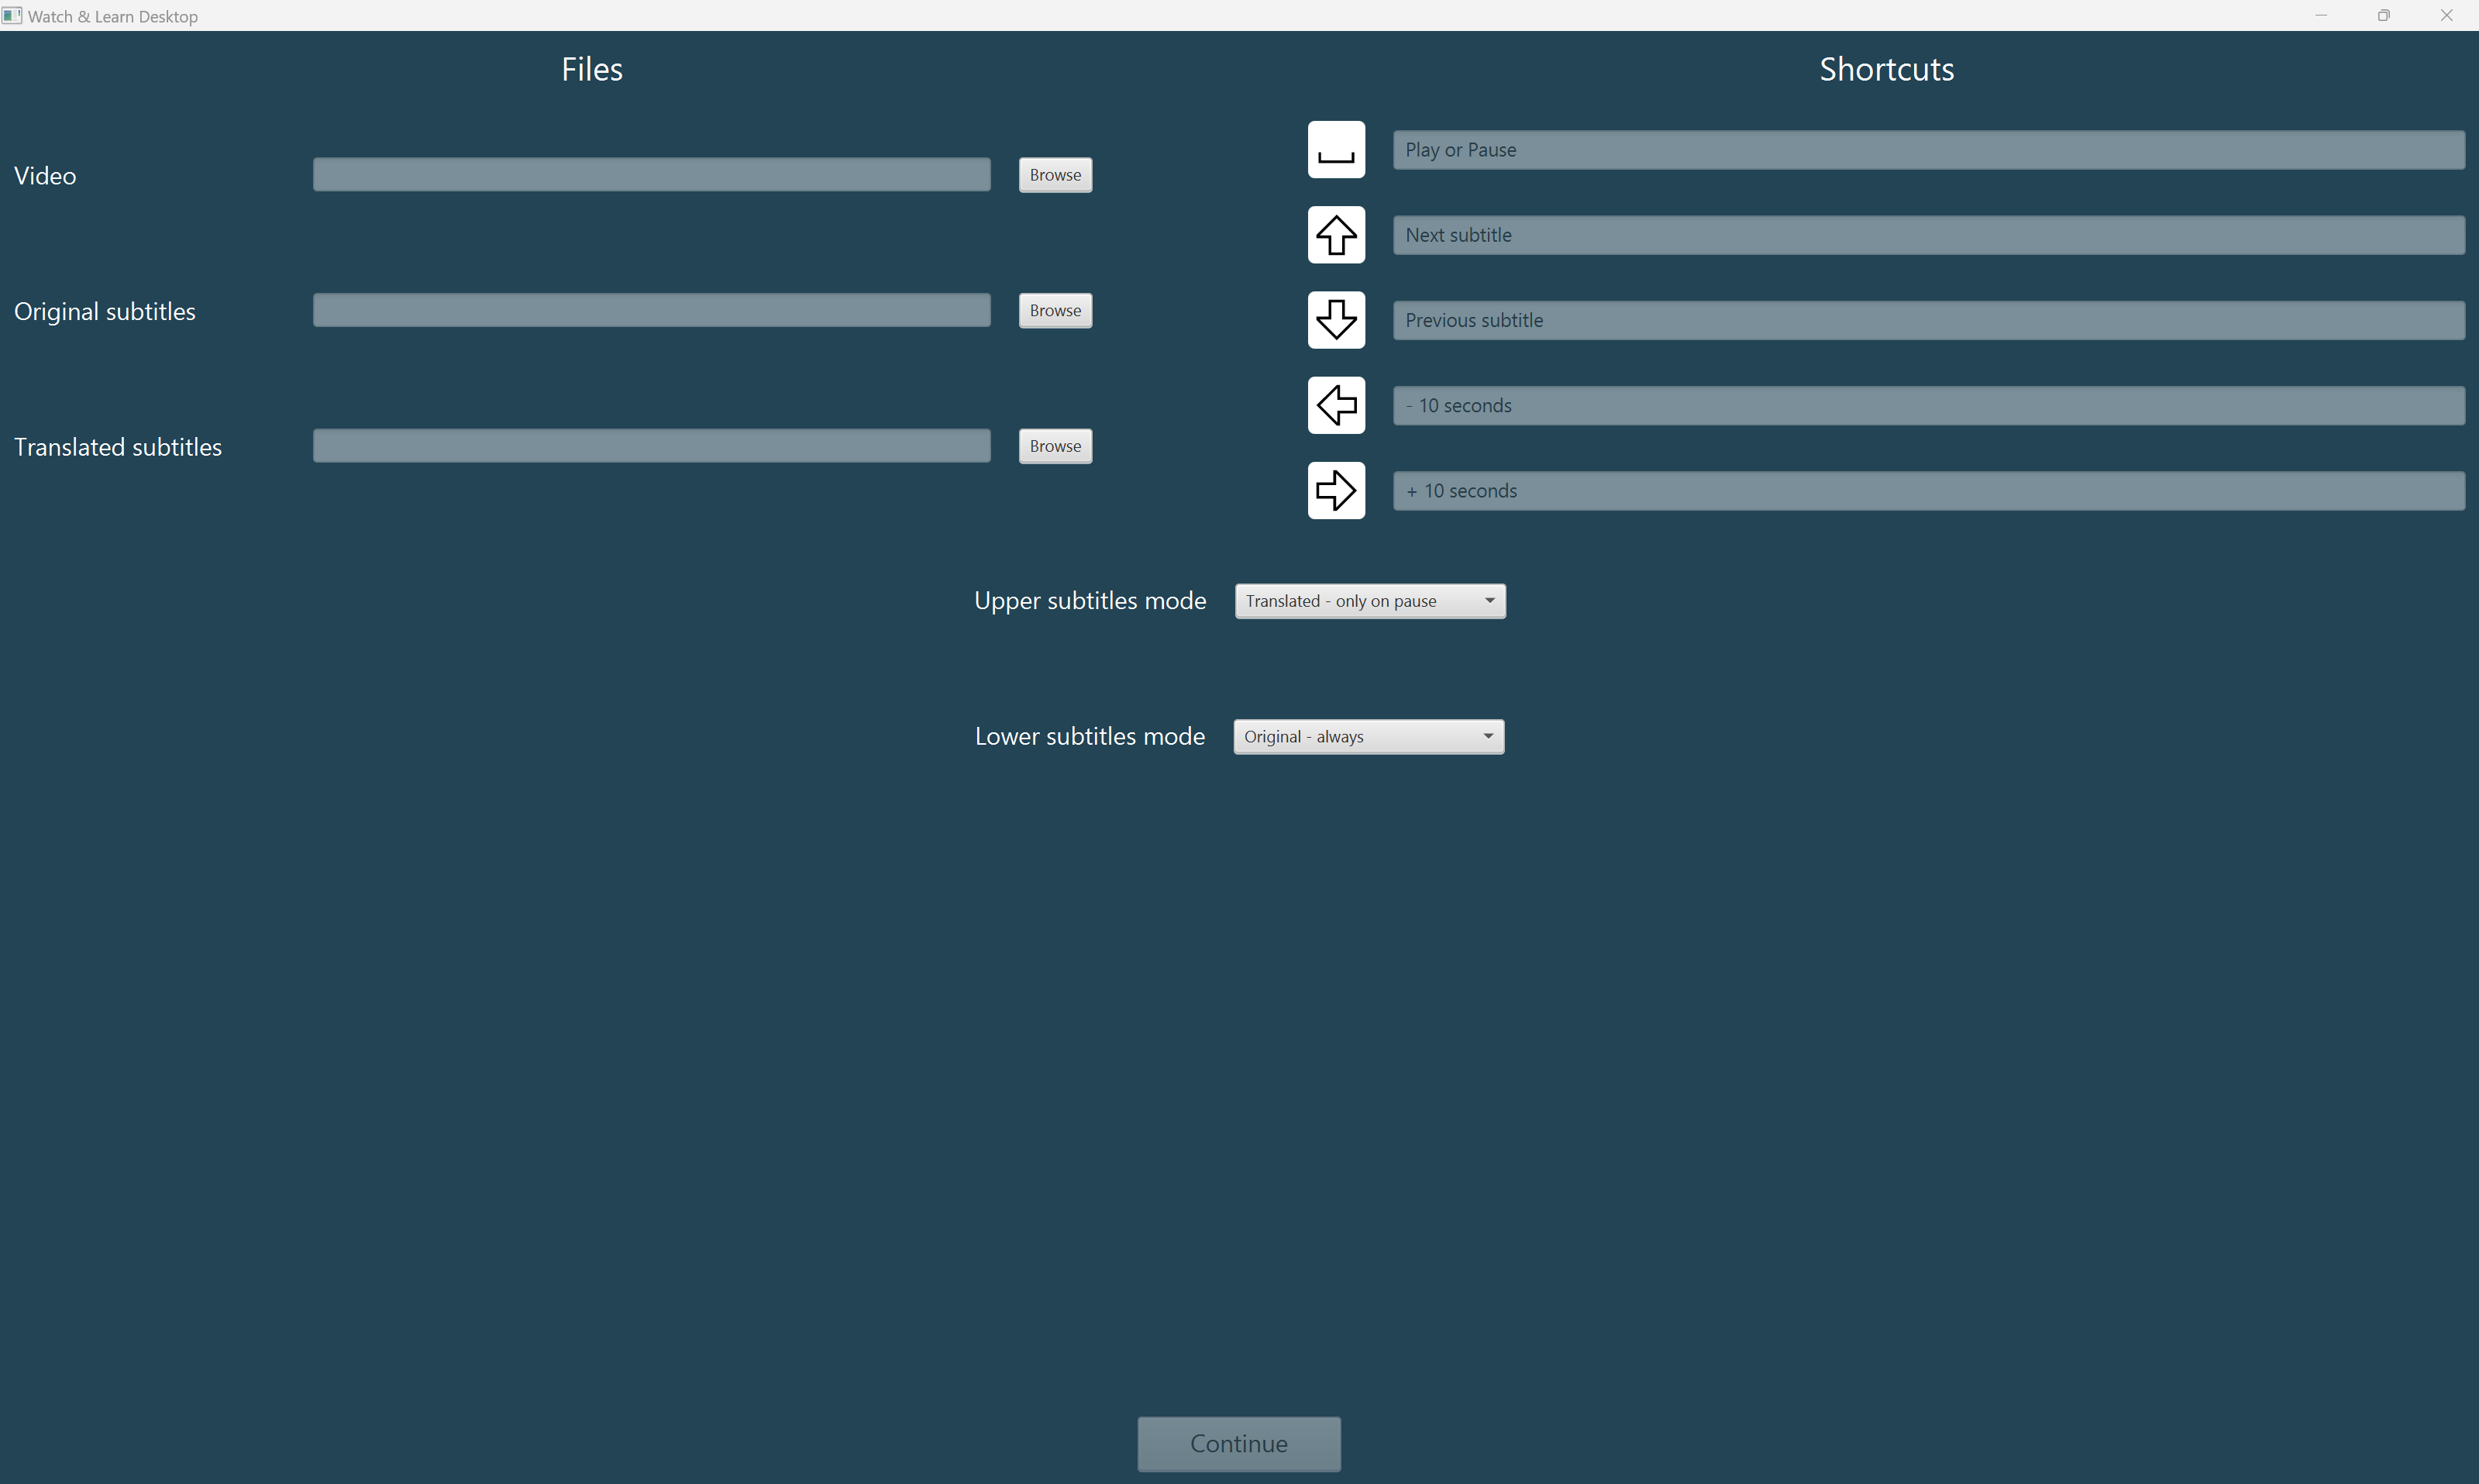 Watch & Learn Desktop
Files
Video
Browse
Original subtitles
Browse
Translated subtitles
Browse
Shortcuts
Play or Pause
Next subtitle
Previous subtitle
- 10 seconds
+ 10 seconds
Upper subtitles mode Translated - only on pause
Lower subtitles mode Original - always
Continue